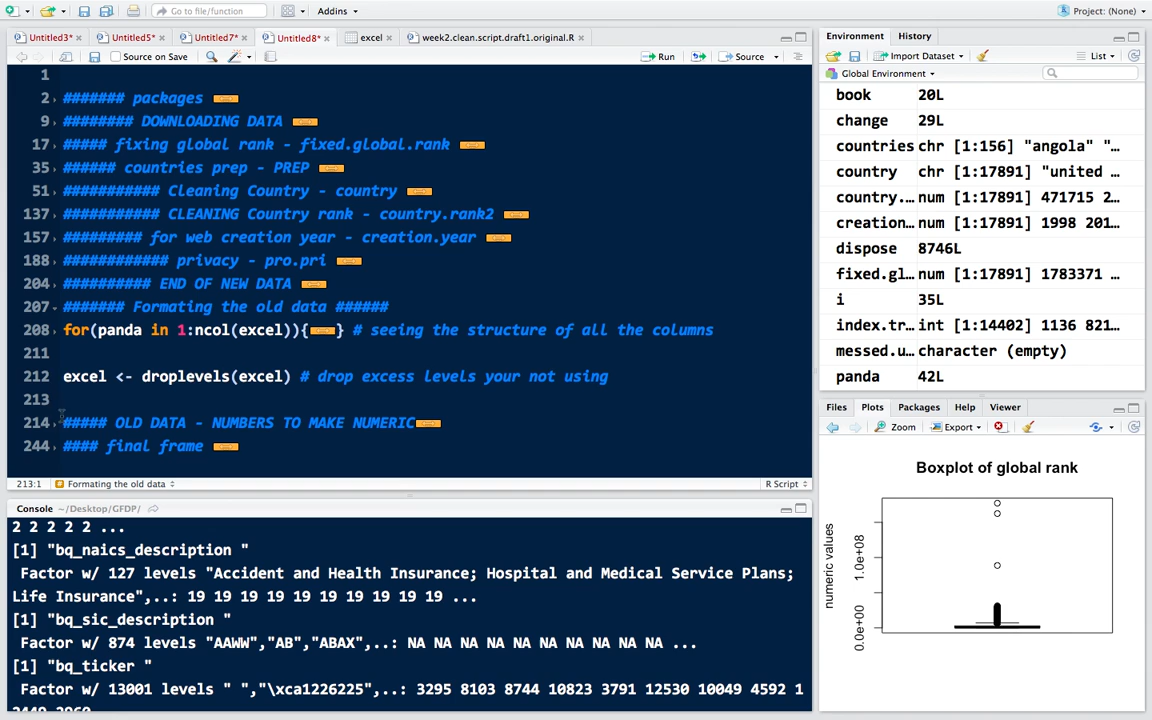 Go to file/function
Addins
Project: (None)
Untitled3*
Untitled5*
Untitled7*
Untitled8*
excel
week2.clean.script.draft1.original.R
Source on Save
Run
Source
1
2 ####### packages
9 ######## DOWNLOADING DATA
17 ##### fixing global rank - fixed.global.rank
35 ###### countries prep - PREP
51 ########### Cleaning Country - country
137 ########### CLEANING Country rank - country.rank2
157 ######### for web creation year - creation.year
188 ############ privacy - pro.pri
204 ########## END OF NEW DATA
207 ####### Formating the old data ######
208 for(panda in 1:ncol(excel)){ } # seeing the structure of all the columns
211
212 excel <- droplevels(excel) # drop excess levels your not using
213
214 ##### OLD DATA - NUMBERS TO MAKE NUMERIC
244 #### final frame
213:1 Formating the old data
R Script
Console ~/Desktop/GFDP/
2 2 2 2 2 ...
[1] "bq_naics_description "
Factor w/ 127 levels "Accident and Health Insurance; Hospital and Medical Service Plans;
Life Insurance",..: 19 19 19 19 19 19 19 19 19 19 ...
[1] "bq_sic_description "
Factor w/ 874 levels "AAWW","AB","ABAX",..: NA NA NA NA NA NA NA NA NA NA ...
[1] "bq_ticker "
Factor w/ 13001 levels " ","\xca1226225",..: 3295 8103 8744 10823 3791 12530 10049 4592 1
2449 2960
Environment
History
Import Dataset
List
Global Environment
book 20L
change 29L
countries chr [1:156] "angola" "…
country chr [1:17891] "united …
country.… num [1:17891] 471715 2…
creation… num [1:17891] 1998 201…
dispose 8746L
fixed.gl… num [1:17891] 1783371 …
i 35L
index.tr… int [1:14402] 1136 821…
messed.u… character (empty)
panda 42L
Files
Plots
Packages
Help
Viewer
Zoom
Export
Boxplot of global rank
numeric values
1.0e+08
0.0e+00